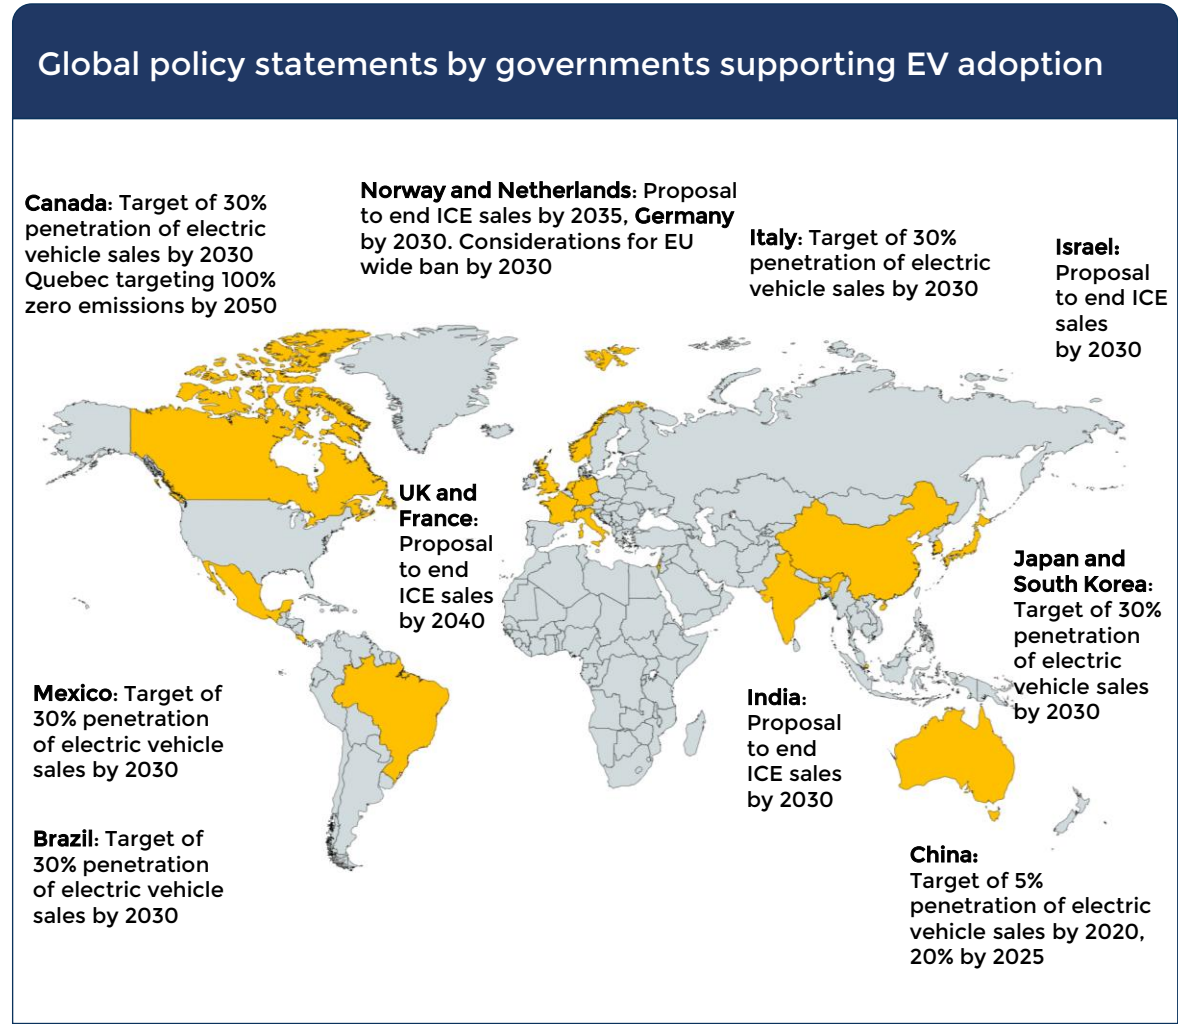 Global policy statements by governments supporting EV adoption
Canada: Target of 30%
penetration of electric
vehicle sales by 2030
Quebec targeting 100%
zero emissions by 2050
Norway and Netherlands: Proposal
to end ICE sales by 2035, Germany
by 2030. Considerations for EU
wide ban by 2030
Italy: Target of 30%
penetration of electric
vehicle sales by 2030
Israel:
Proposal
to end ICE
sales
by 2030
UK and
France:
Proposal
to end
ICE sales
by 2040
Japan and
South Korea:
Target of 30%
penetration
of electric
vehicle sales
by 2030
Mexico: Target of
30% penetration
of electric vehicle
sales by 2030
India:
Proposal
to end
ICE sales
by 2030
Brazil: Target of
30% penetration
of electric vehicle
sales by 2030
China:
Target of 5%
penetration of electric
vehicle sales by 2020,
20% by 2025